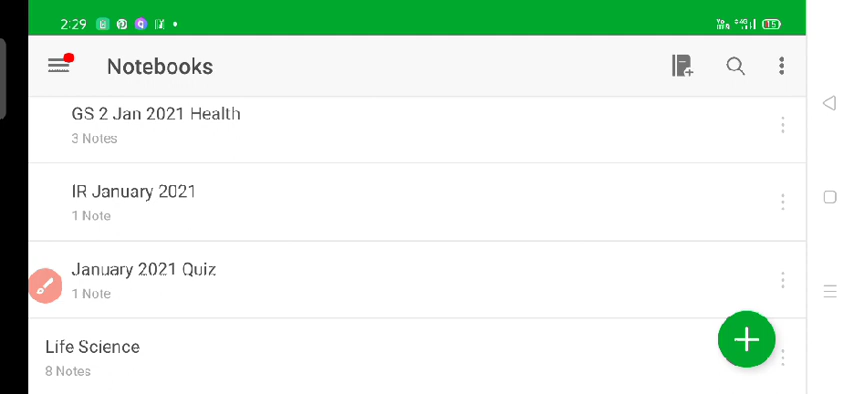 2:29
15
Notebooks
GS 2 Jan 2021 Health
3 Notes
IR January 2021
1 Note
January 2021 Quiz
1 Note
Life Science
8 Notes